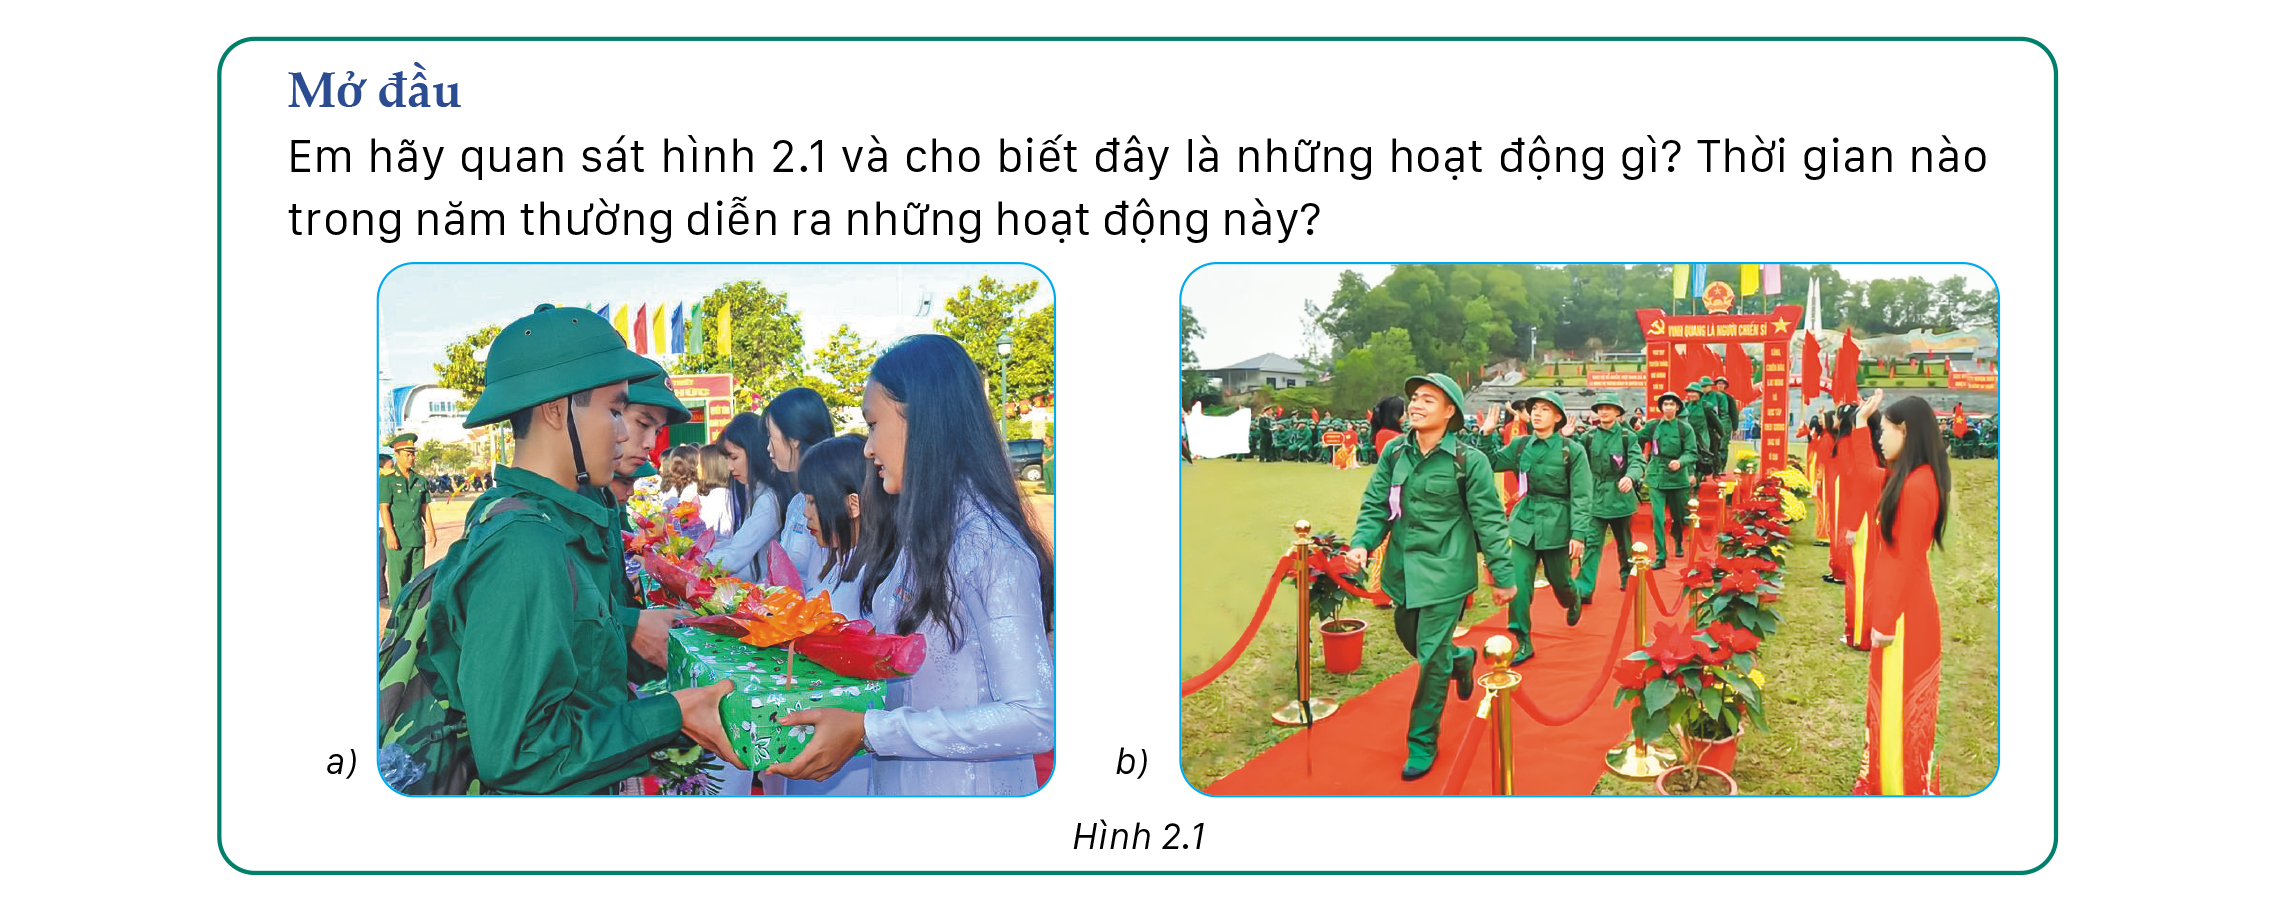 Mở đầu
Em hãy quan sát hình 2.1 và cho biết đây là những hoạt động gì? Thời gian nào
trong năm thường diễn ra những hoạt động này?
VINH QUANG LÀ NGƯỜI CHIẾN SĨ
a)
b)
Hình 2.1